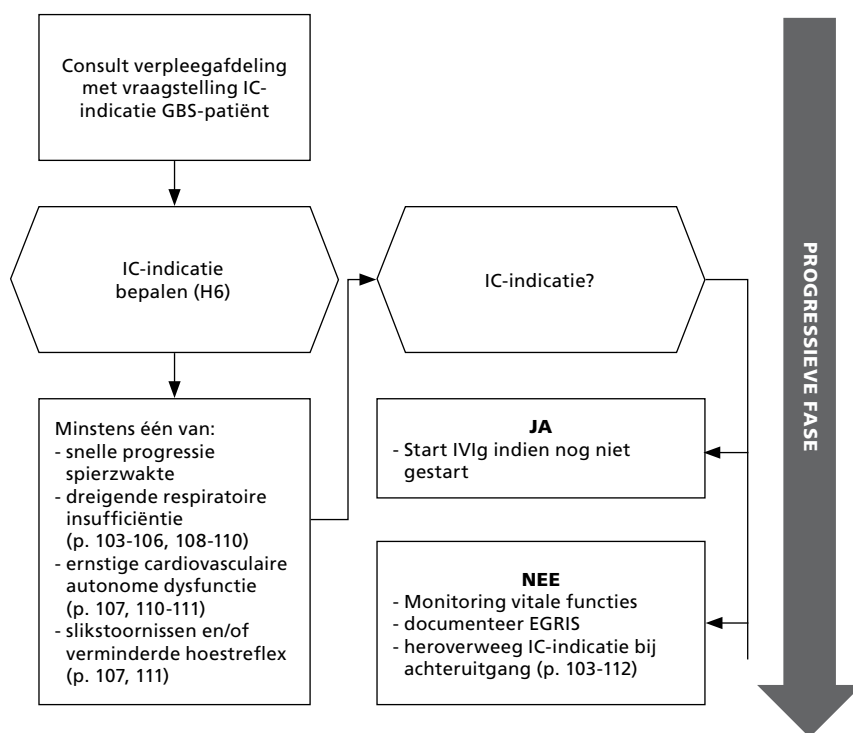 Consult verpleegafdeling
met vraagstelling IC-
indicatie GBS-patiënt
IC-indicatie
bepalen (H6)
Minstens één van:
- snelle progressie
spierzwakte
- dreigende respiratoire
insufficiëntie
(p. 103-106, 108-110)
- ernstige cardiovasculaire
autonome dysfunctie
(p. 107, 110-111)
- slikstoornissen en/of
verminderde hoestreflex
(p. 107, 111)
IC-indicatie?
JA
- Start IVIg indien nog niet
gestart
NEE
- Monitoring vitale functies
- documenteer EGRIS
- heroverweeg IC-indicatie bij
achteruitgang (p. 103-112)
PROGRESSIEVE FASE